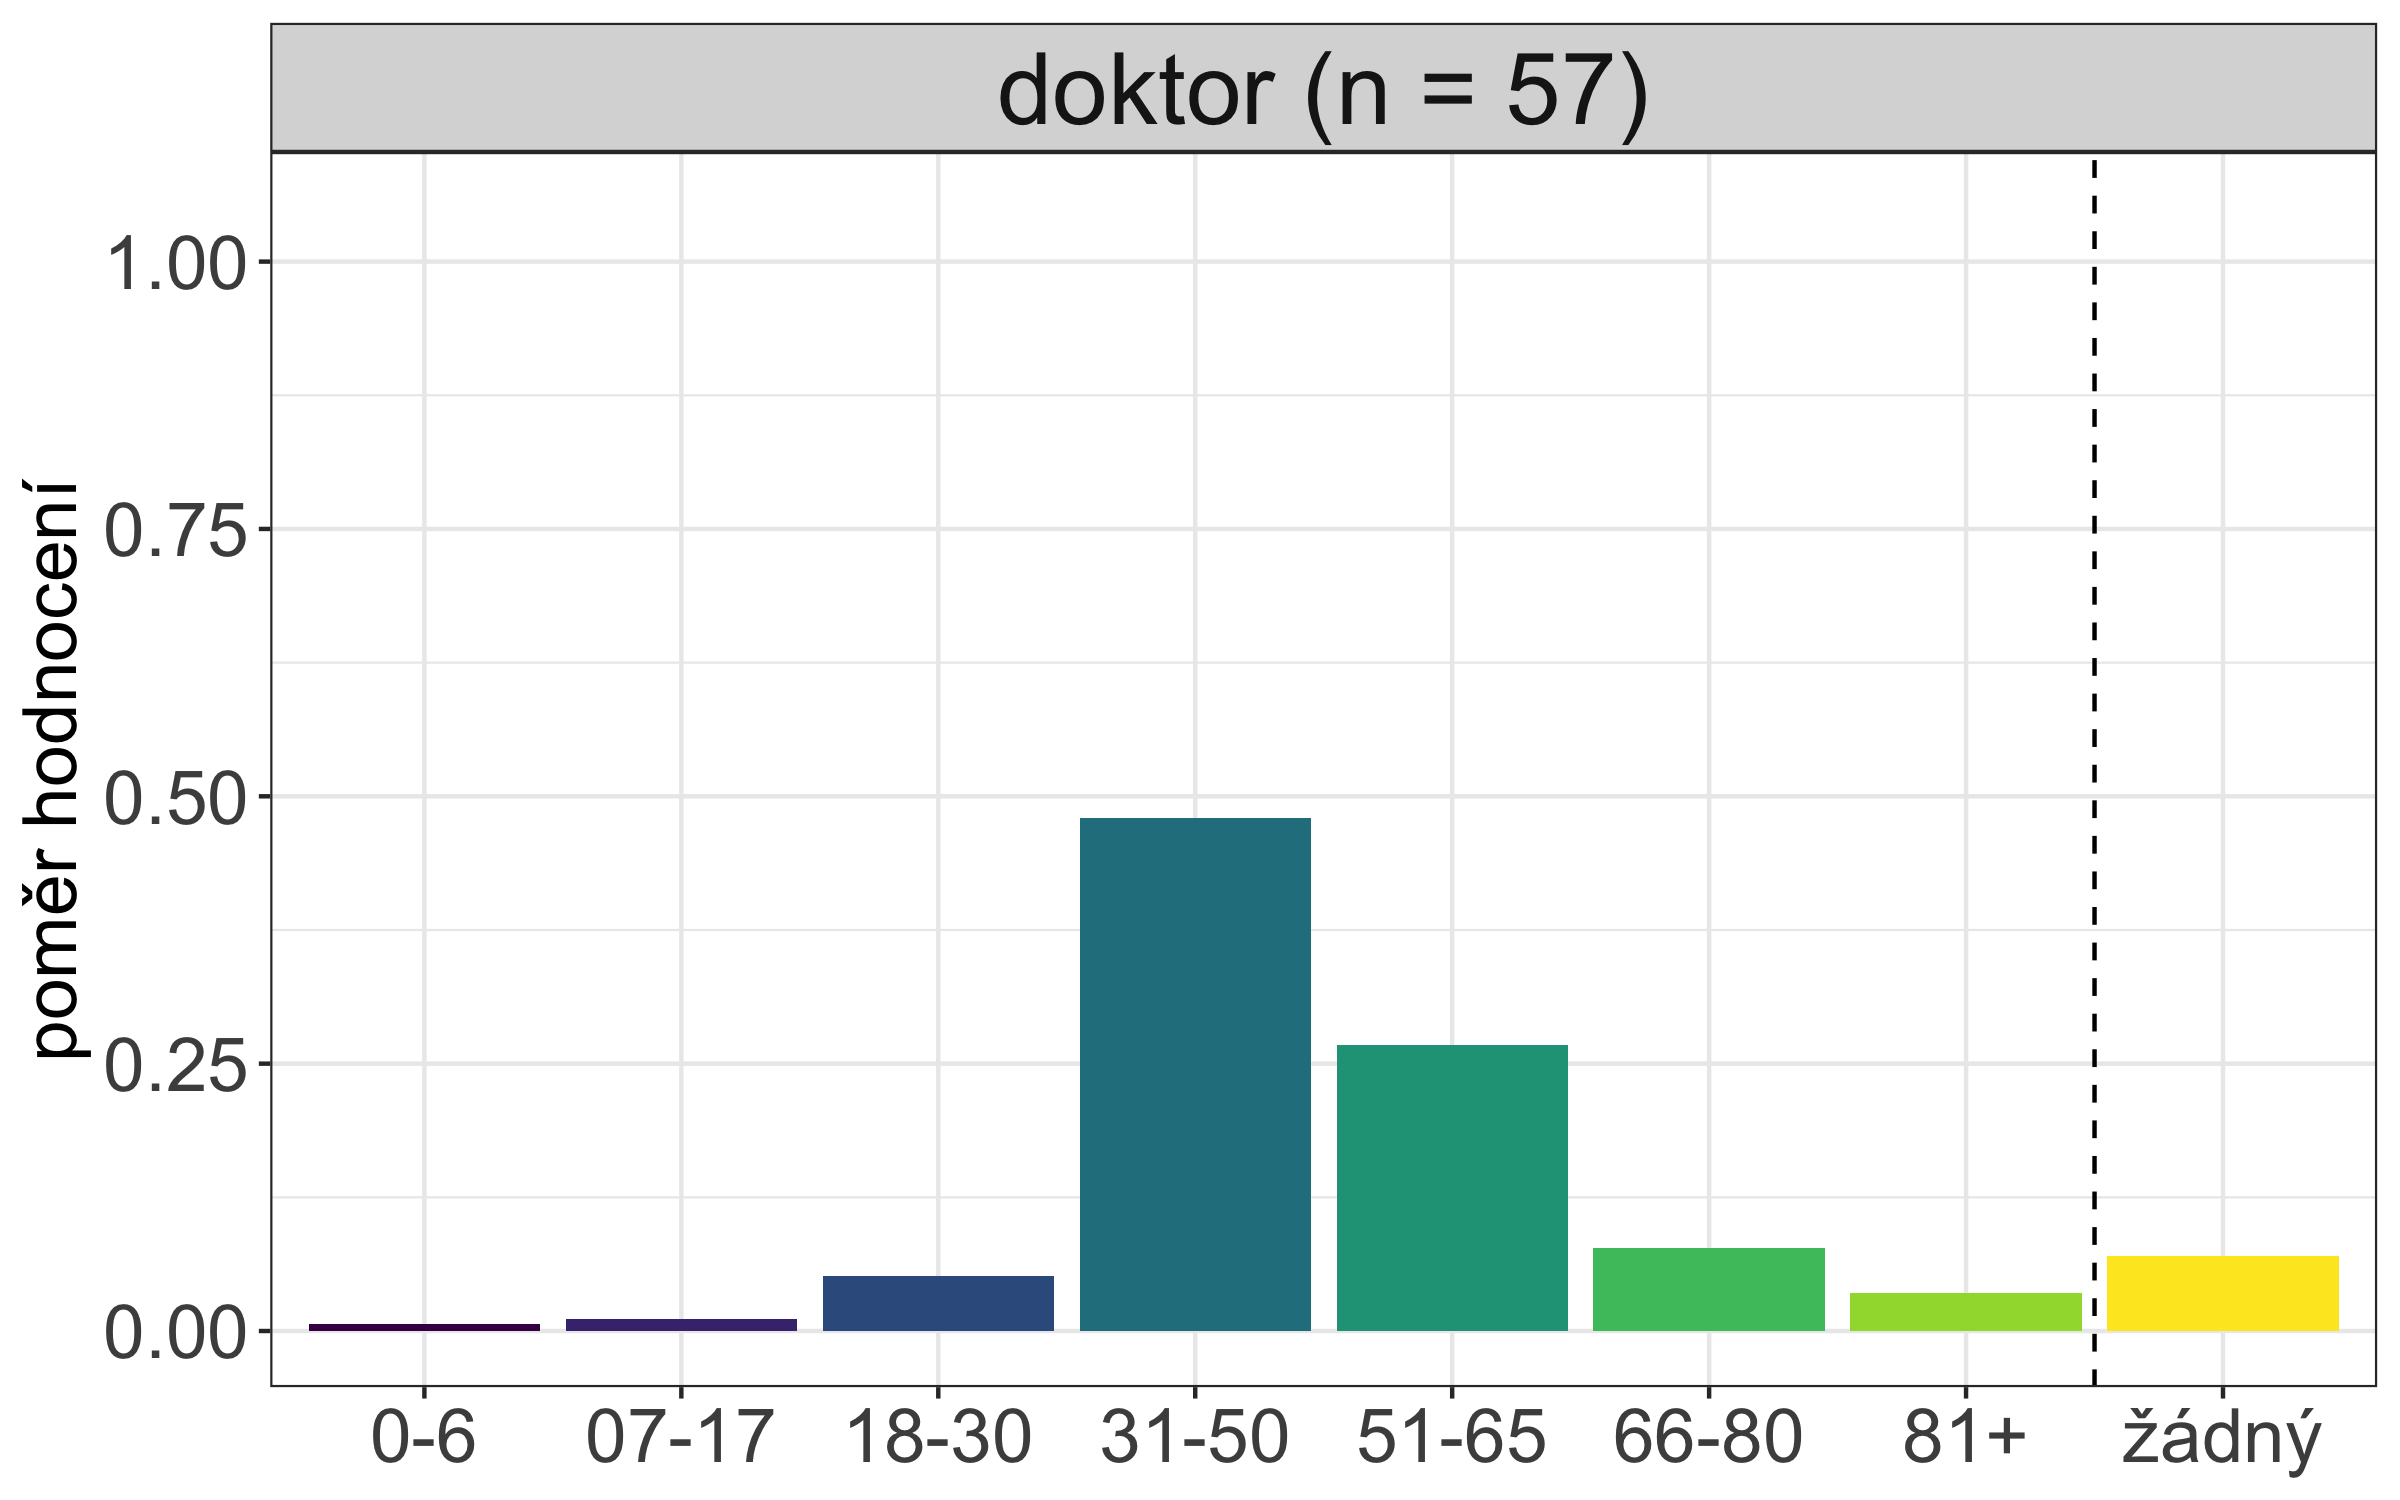 doktor (n = 57)
poměr hodnocení
1.00
0.75
0.50
0.25
0.00
0-6 07-17 18-30 31-50 51-65 66-80 81+ žádný